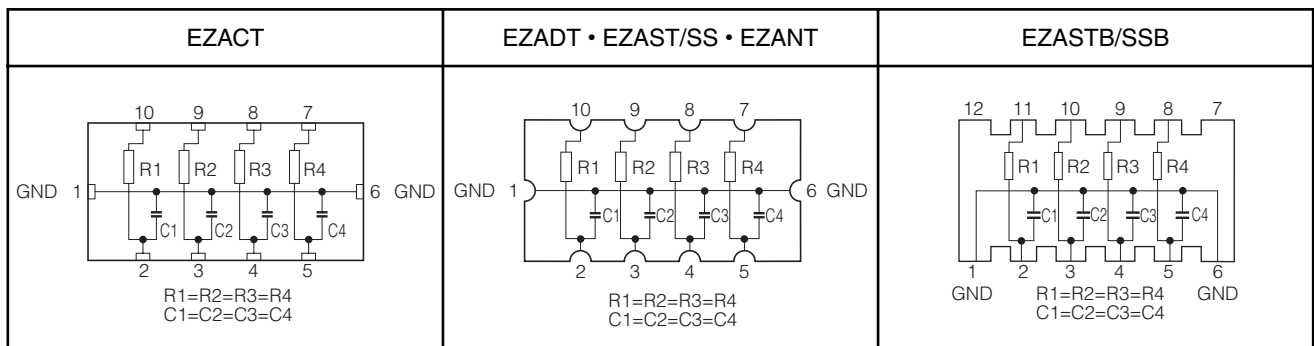 EZACT
EZADT • EZAST/SS • EZANT
EZASTB/SSB
10 9 8 7
R1 R2 R3 R4
GND 1 6 GND
C1 C2 C3 C4
2 3 4 5
R1=R2=R3=R4
C1=C2=C3=C4
10 9 8 7
R1 R2 R3 R4
GND 1 6 GND
C1 C2 C3 C4
2 3 4 5
R1=R2=R3=R4
C1=C2=C3=C4
12 11 10 9 8 7
R1 R2 R3 R4
C1 C2 C3 C4
1 2 3 4 5 6
GND GND
R1=R2=R3=R4
C1=C2=C3=C4